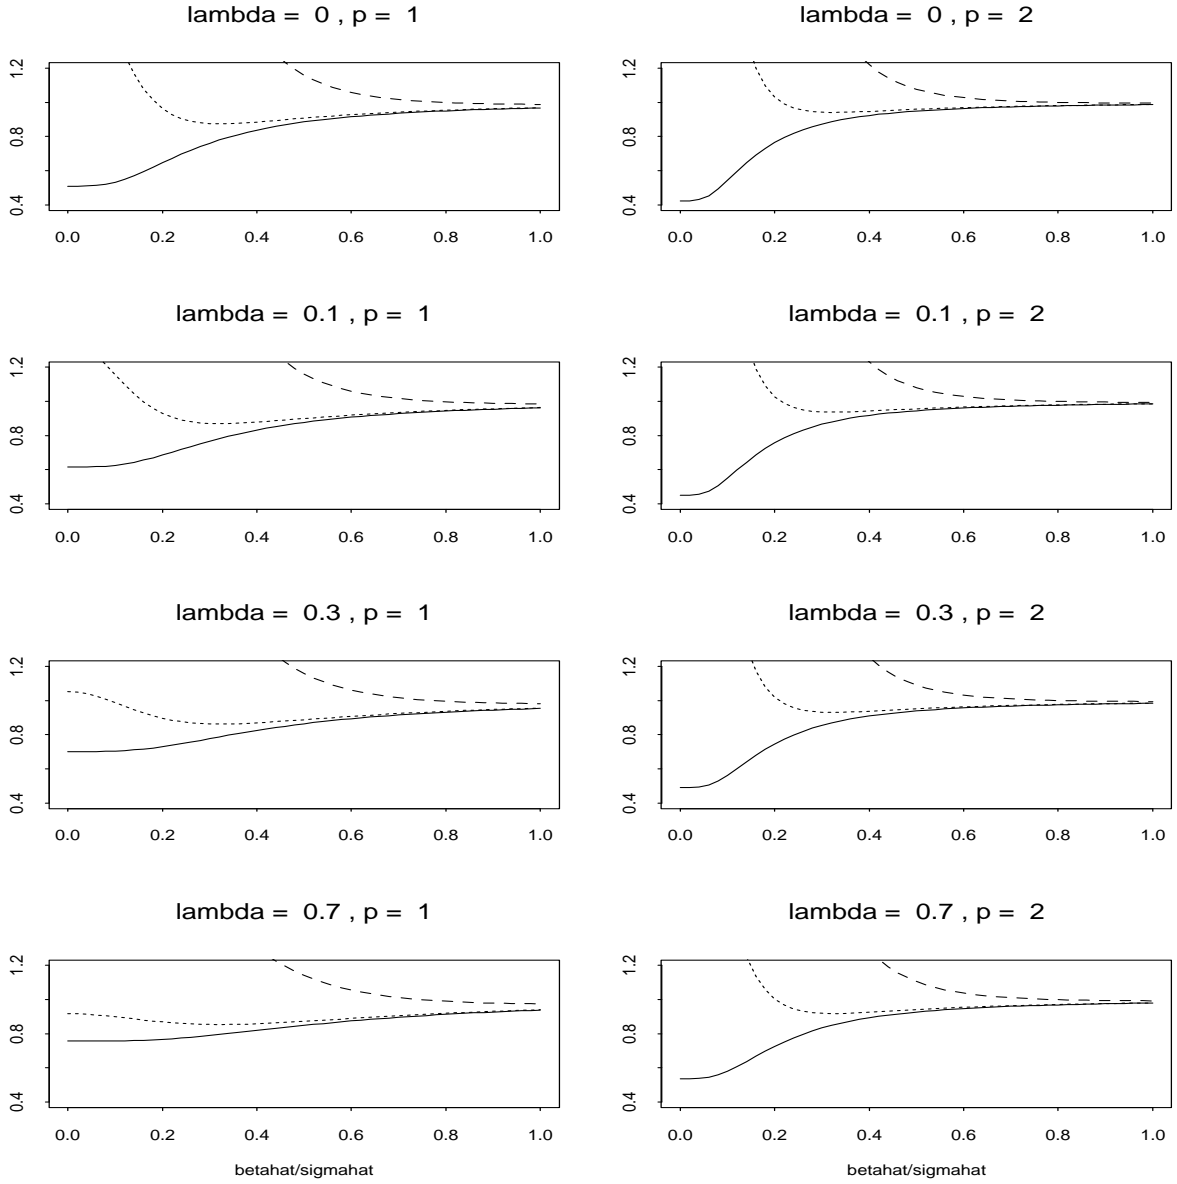 lambda = 0 , p = 1
lambda = 0 , p = 2
1.2
0.8
0.4
0.0 0.2 0.4 0.6 0.8 1.0
1.2
0.8
0.4
0.0 0.2 0.4 0.6 0.8 1.0
lambda = 0.1 , p = 1
lambda = 0.1 , p = 2
1.2
0.8
0.4
0.0 0.2 0.4 0.6 0.8 1.0
1.2
0.8
0.4
0.0 0.2 0.4 0.6 0.8 1.0
lambda = 0.3 , p = 1
lambda = 0.3 , p = 2
1.2
0.8
0.4
0.0 0.2 0.4 0.6 0.8 1.0
1.2
0.8
0.4
0.0 0.2 0.4 0.6 0.8 1.0
lambda = 0.7 , p = 1
lambda = 0.7 , p = 2
1.2
0.8
0.4
0.0 0.2 0.4 0.6 0.8 1.0
betahat/sigmahat
1.2
0.8
0.4
0.0 0.2 0.4 0.6 0.8 1.0
betahat/sigmahat